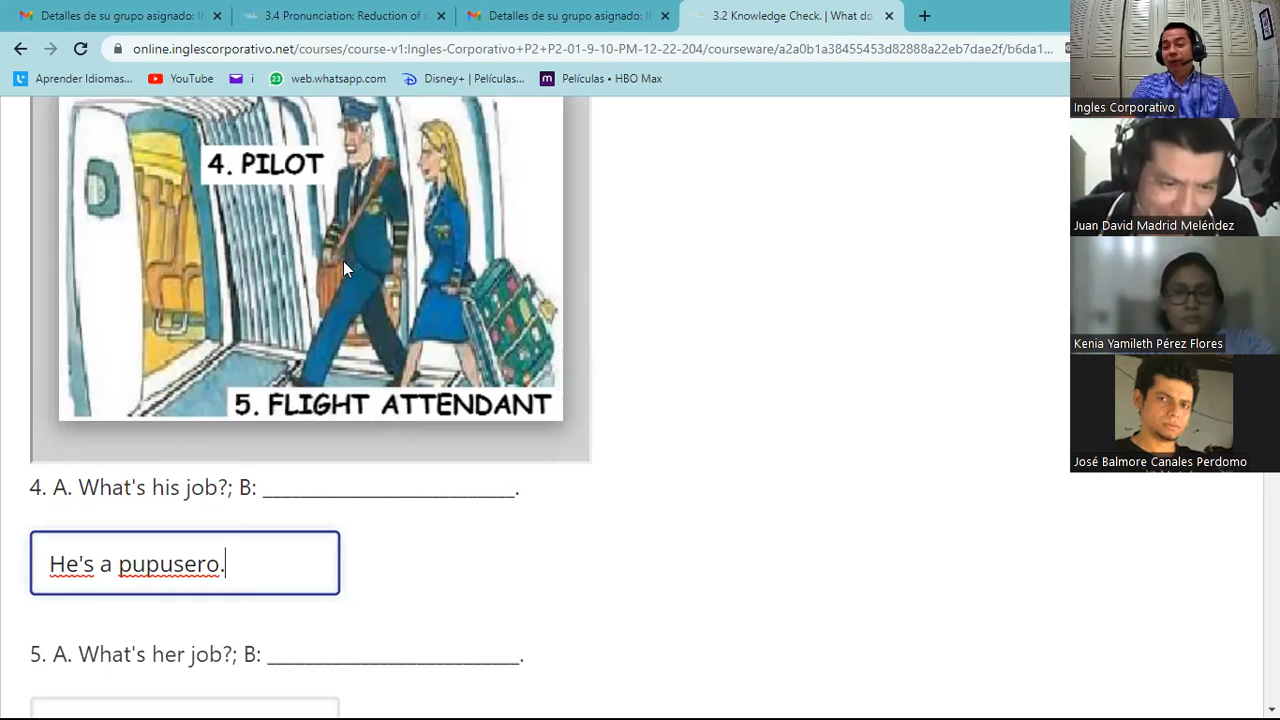 Detalles de su grupo asignado: I
3.4 Pronunciation: Reduction of
Detalles de su grupo asignado: I
3.2 Knowledge Check. | What de
online.inglescorporativo.net/courses/course-v1:Ingles-Corporativo+P2+P2-01-9-10-PM-12-22-204/courseware/a2a0b1a38455453d8828a22eb7dae2f/b6da1...
Aprender Idiomas...
YouTube
i
web.whatsapp.com
Disney+ | Películas...
Películas • HBO Max
4. PILOT
5. FLIGHT ATTENDANT
4. A. What's his job?; B: ________________________.
He's a pupusero.
5. A. What's her job?; B: ________________________.
Ingles Corporativo
Juan David Madrid Meléndez
Kenia Yamileth Pérez Flores
José Balmore Canales Perdomo